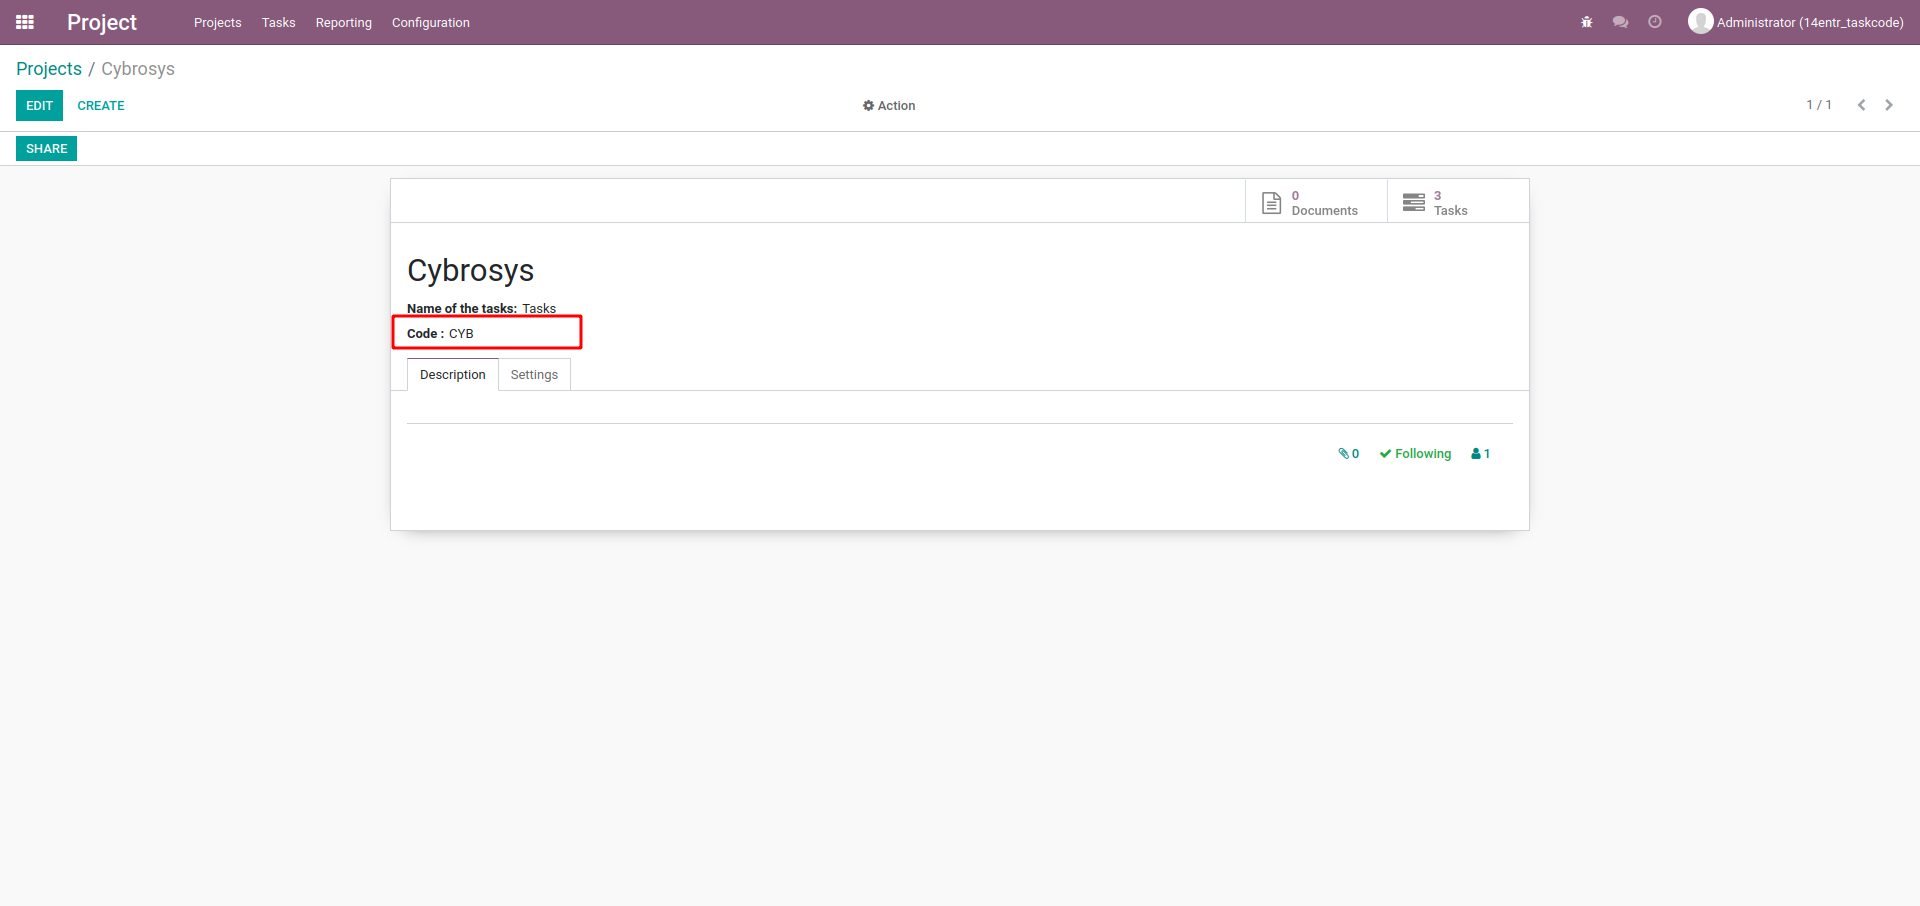 Project Projects Tasks Reporting Configuration Administrator (14entr_taskcode)
Projects / Cybrosys
EDIT CREATE Action 1 / 1
SHARE
0 Documents 3 Tasks
Cybrosys
Name of the tasks: Tasks
Code : CYB
Description Settings
0 Following 1